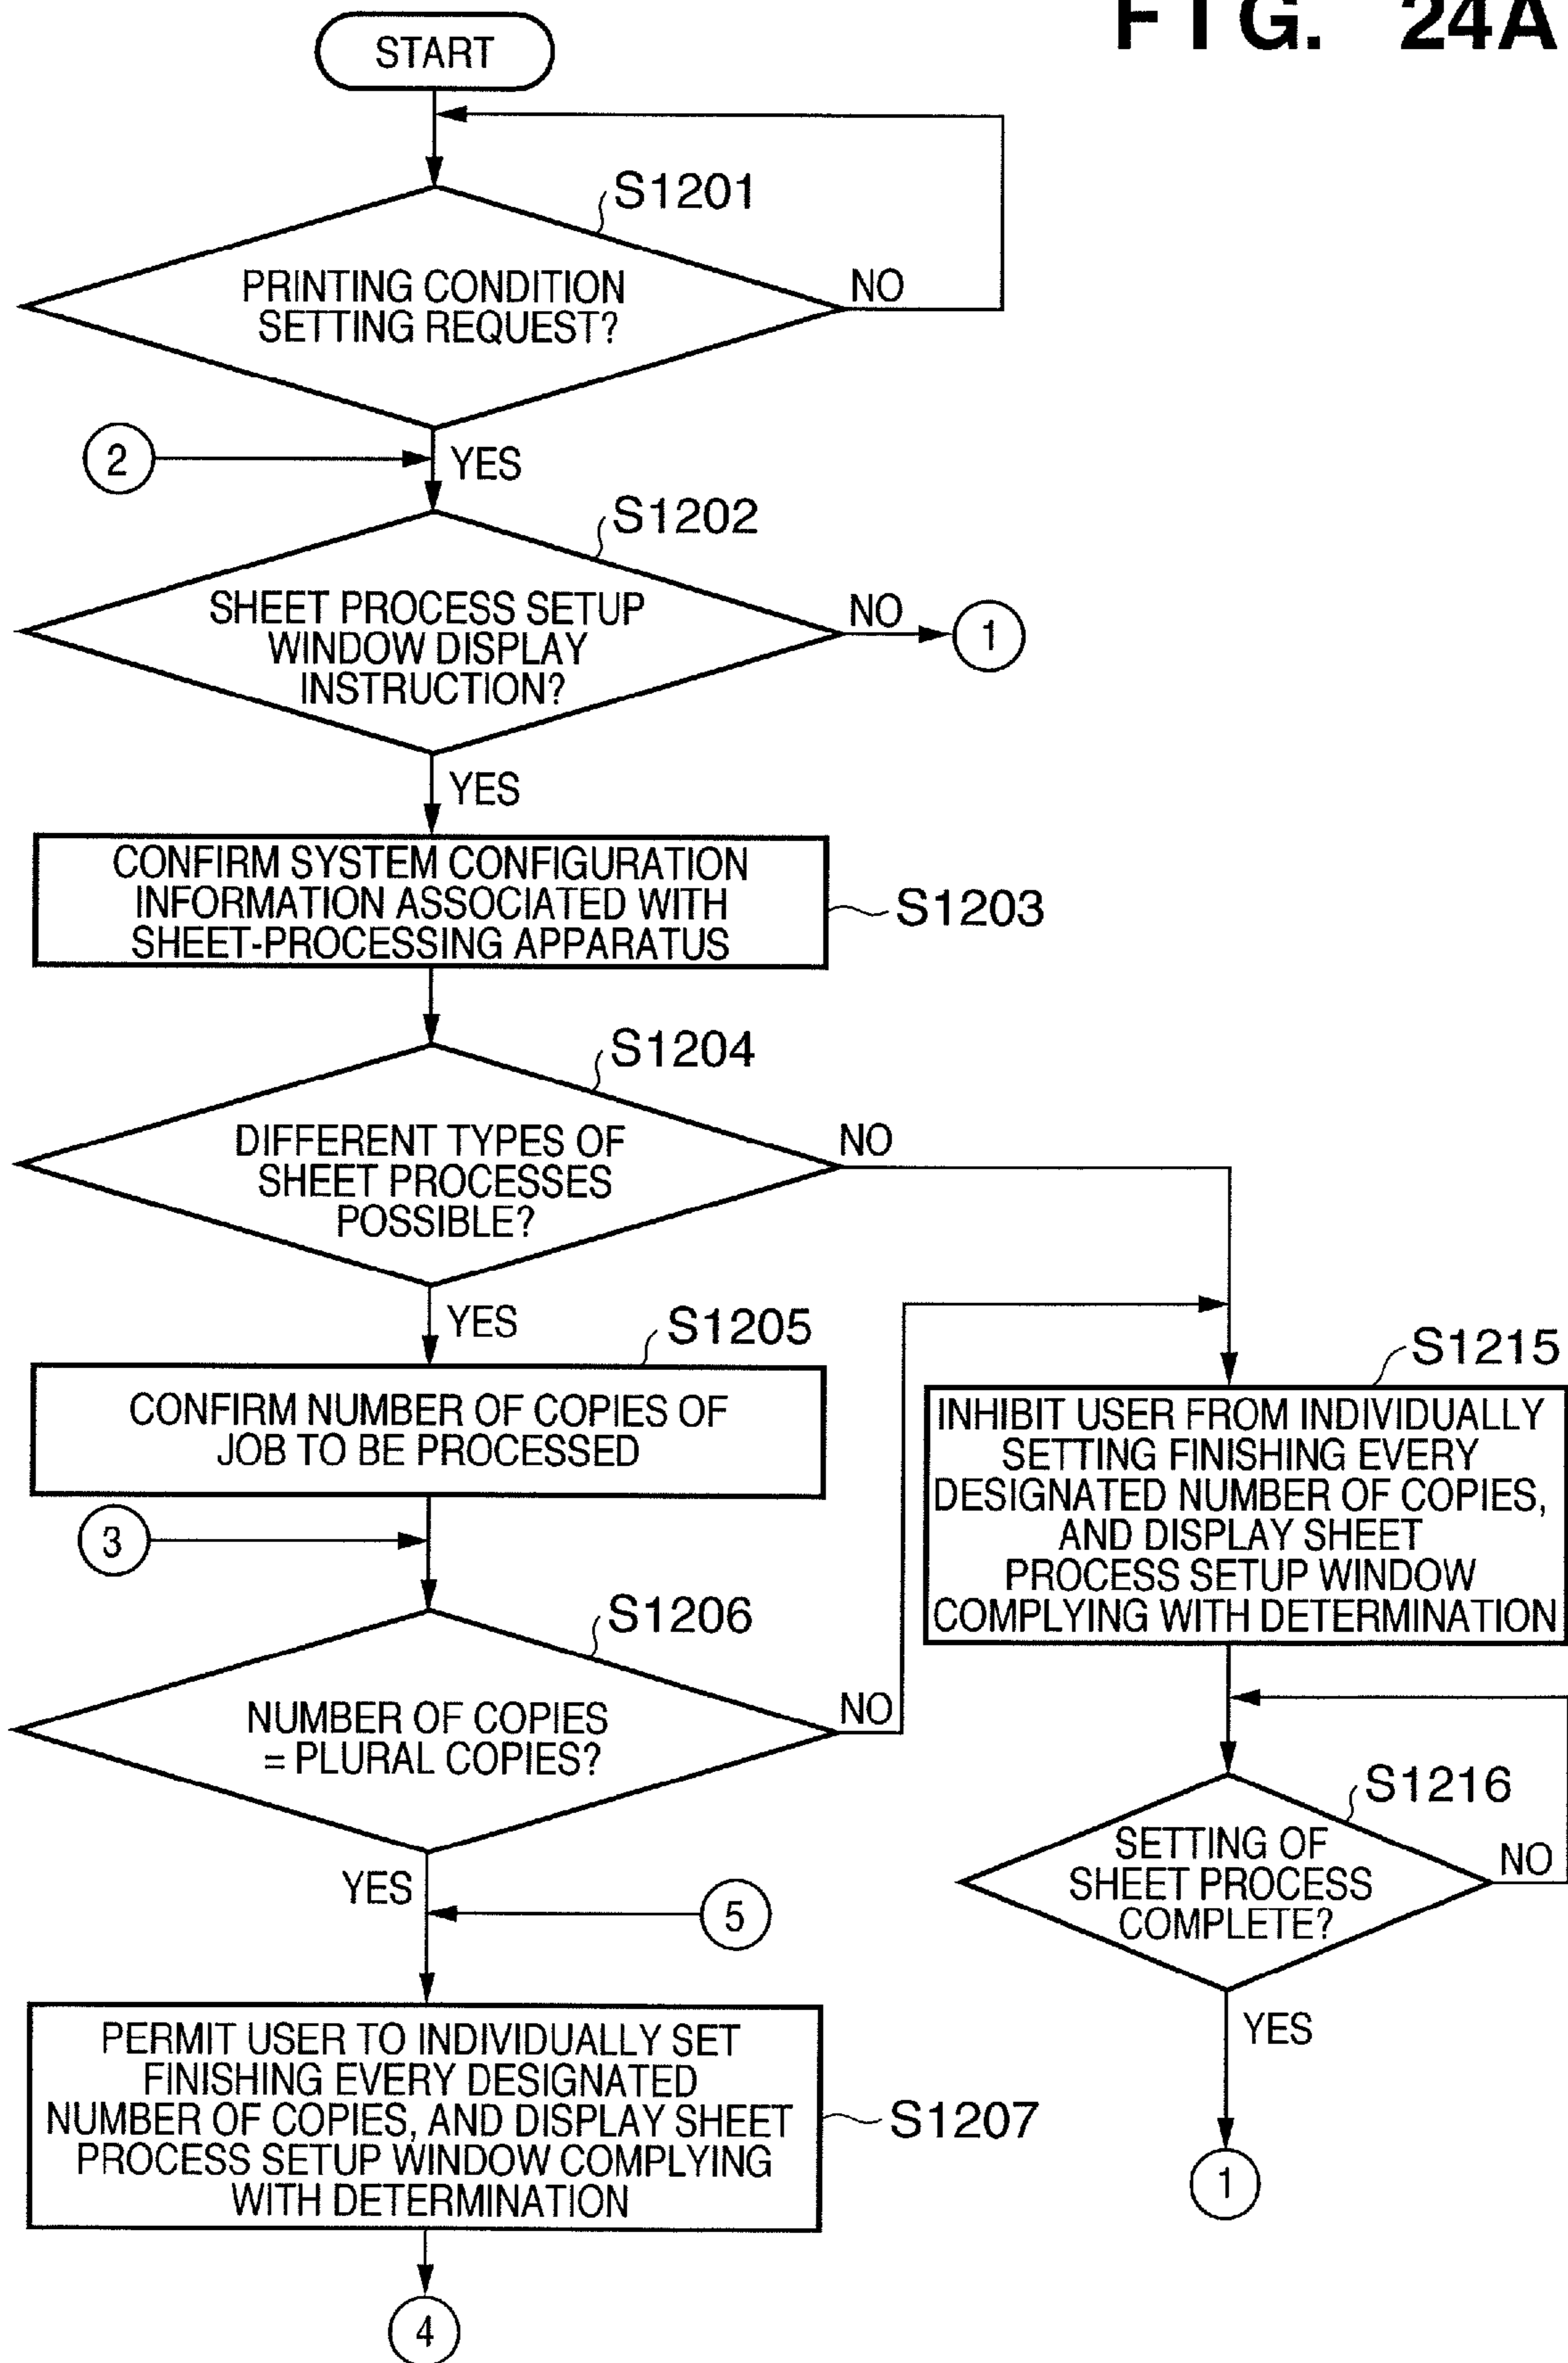 FIG. 24A
START
S1201
PRINTING CONDITION
SETTING REQUEST?
NO
2
YES
S1202
SHEET PROCESS SETUP
WINDOW DISPLAY
INSTRUCTION?
NO
1
YES
CONFIRM SYSTEM CONFIGURATION
INFORMATION ASSOCIATED WITH
SHEET-PROCESSING APPARATUS
S1203
S1204
DIFFERENT TYPES OF
SHEET PROCESSES
POSSIBLE?
NO
YES
S1205
CONFIRM NUMBER OF COPIES OF
JOB TO BE PROCESSED
3
S1206
NUMBER OF COPIES
= PLURAL COPIES?
NO
YES
5
PERMIT USER TO INDIVIDUALLY SET
FINISHING EVERY DESIGNATED
NUMBER OF COPIES, AND DISPLAY SHEET
PROCESS SETUP WINDOW COMPLYING
WITH DETERMINATION
S1207
4
S1215
INHIBIT USER FROM INDIVIDUALLY
SETTING FINISHING EVERY
DESIGNATED NUMBER OF COPIES,
AND DISPLAY SHEET
PROCESS SETUP WINDOW
COMPLYING WITH DETERMINATION
S1216
SETTING OF
SHEET PROCESS
COMPLETE?
NO
YES
1